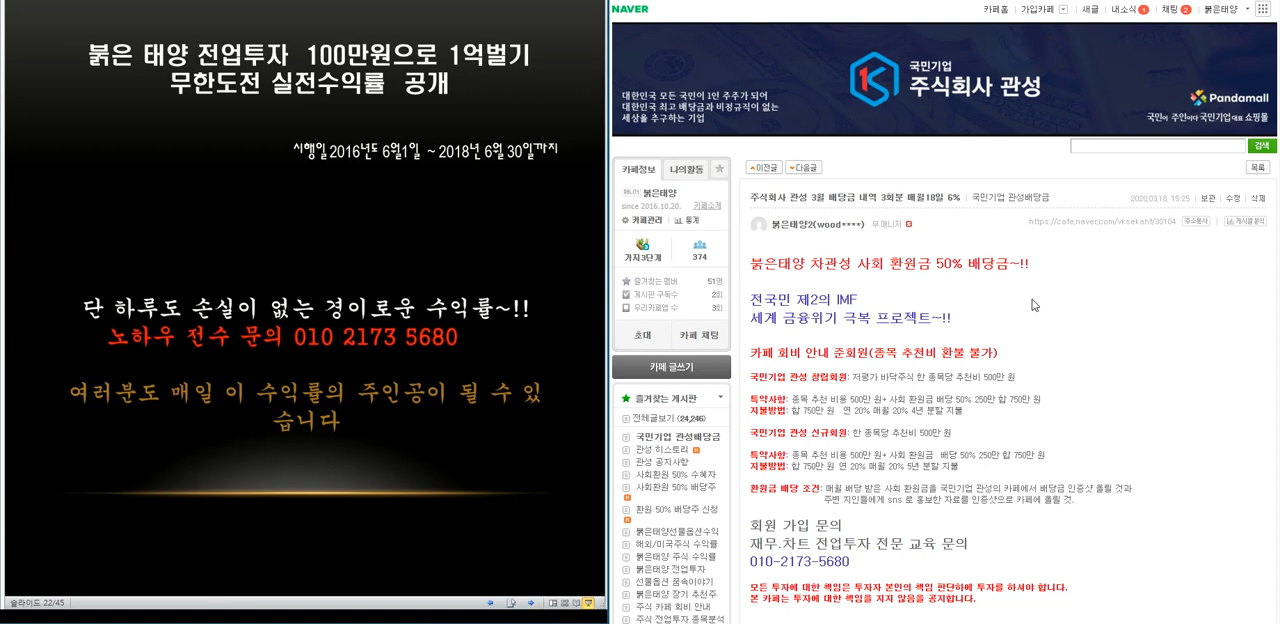 붉은 태양 전업투자  100만원으로 1억벌기
무한도전 실전수익률  공개
시행일 2016년도 6월1일 ~ 2018년 6월 30일까지
단 하루도 손실이 없는 경이로운 수익률~!!
노하우 전수 문의 010 2173 5680
여러분도 매일 이 수익률의 주인공이 될 수 있
습니다
슬라이드 22/45
NAVER
카페홈 가입카페 새글 내소식 1 채팅 2 붉은태양
국민기업
주식회사 관성
대한민국 모든 국민이 1인 주주가 되어
대한민국 최고 배당금과 비정규직이 없는
세상을 추구하는 기업
Pandamall
국민이 주인이다 국민기업 대표 쇼핑몰
검색
카페정보 나의활동
이전글 다음글 목록
매니저 붉은태양
since 2016.10.20. 카페소개
카페관리 통계
가지3단계 374
즐겨찾는 멤버 51명
게시판 구독수 2회
우리카페앱 수 3회
초대 카페 채팅
카페 글쓰기
즐겨찾는 게시판
전체글보기 (24,246)
국민기업 관성배당금
관성 히스토리
관성 공지사항
사회환원 50% 수혜자
사회환원 50% 배당주
환원 50% 배당주 신청
붉은태양선물옵션수익
해외/미국주식 수익률
붉은태양 주식 수익률
붉은태양 전업투자
선물옵션 꿈속이야기
붉은태양 장기 추천주
주식 카페 회비 안내
주식 전업투자 종목분석
주식회사 관성 3월 배당금 내역 3회분 매월18일 6% 국민기업 관성배당금
2020.03.18. 15:25 보관 수정 삭제
붉은태양2(wood****) 부매니저
https://cafe.naver.com/vksekahf/30104 주소복사 게시물 분석
붉은태양 차관성 사회 환원금 50% 배당금~!!
전국민 제2의 IMF
세계 금융위기 극복 프로젝트~!!
카페 회비 안내 준회원(종목 추천비 환불 불가)
국민기업 관성 창립회원: 저평가 바닥주식 한 종목당 추천비 500만 원
특약사항: 종목 추천 비용 500만 원+ 사회 환원금 배당 50% 250만 합 750만 원
지불방법: 합 750만 원   연 20% 매월 20% 4년 분할 지불
국민기업 관성 신규회원: 한 종목당 추천비 500만 원
특약사항: 종목 추천 비용 500만 원+ 사회 환원금   배당 50% 250만 합 750만 원
지불방법: 합 750만 원  연 20% 매월 20% 5년 분할 지불
환원금 배당 조건: 매월 배당 받은 사회 환원금을 국민기업 관성의 카페에서 배당금 인증샷 올릴 것과
주변 지인들에게 sns 로 홍보한 자료를 인증샷으로 카페에 올릴 것.
회원 가입 문의
재무.차트 전업투자 전문 교육 문의
010-2173-5680
모든 투자에 대한 책임은 투자자 본인의 책임 판단하에 투자를 하셔야 합니다.
본 카페는 투자에 대한 책임을 지지 않음을 공지합니다.